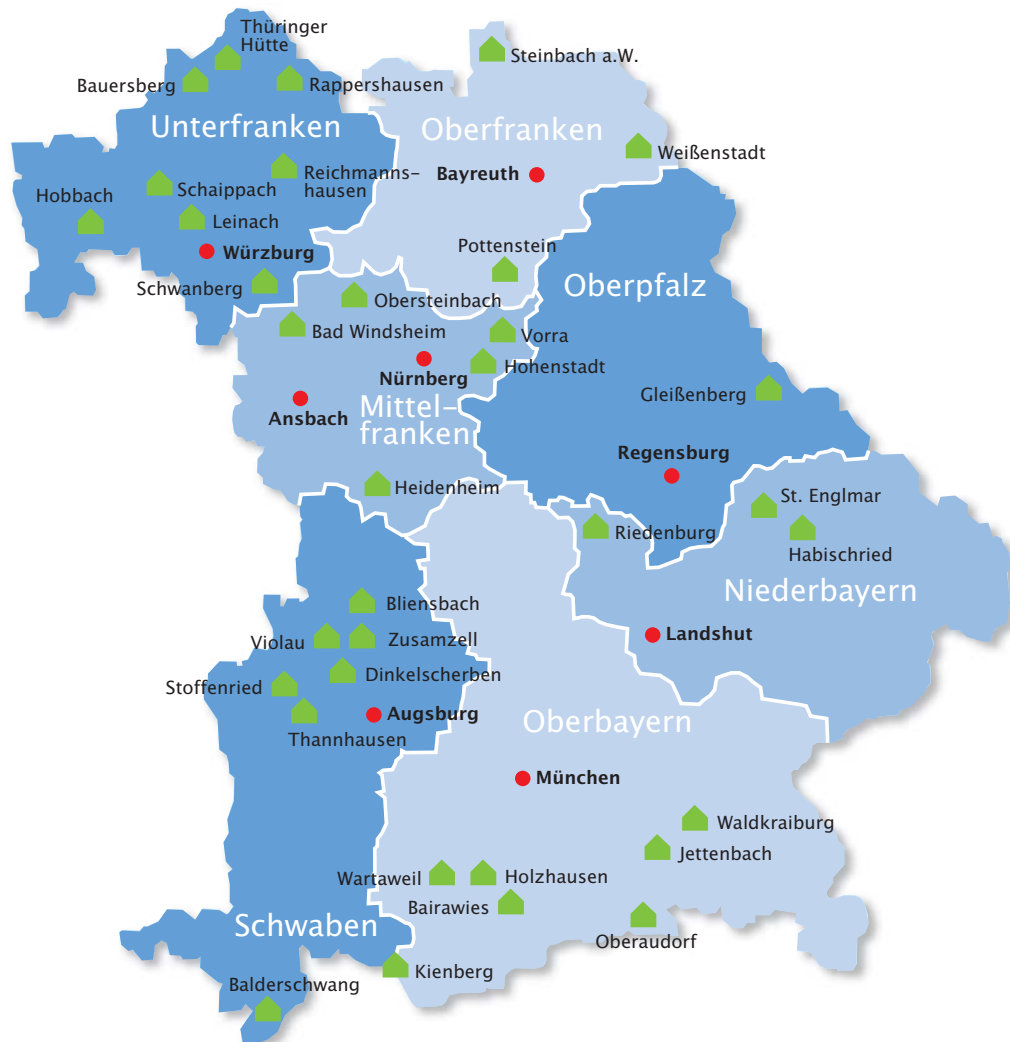 Thüringer
Hütte
Steinbach a.W.
Bauersberg
Rappershausen
Unterfranken
Oberfranken
Weißenstadt
Bayreuth
Reichmanns-
hausen
Schaippach
Hobbach
Leinach
Würzburg
Pottenstein
Schwanberg
Oberpfalz
Obersteinbach
Bad Windsheim
Vorra
Hohenstadt
Nürnberg
Gleißenberg
Ansbach
Mittel-
franken
Regensburg
Heidenheim
St. Englmar
Riedenburg
Habischried
Niederbayern
Bliensbach
Violau
Zusamzell
Landshut
Dinkelscherben
Stoffenried
Augsburg
Oberbayern
Thannhausen
München
Waldkraiburg
Jettenbach
Wartaweil
Holzhausen
Bairawies
Schwaben
Oberaudorf
Kienberg
Balderschwang